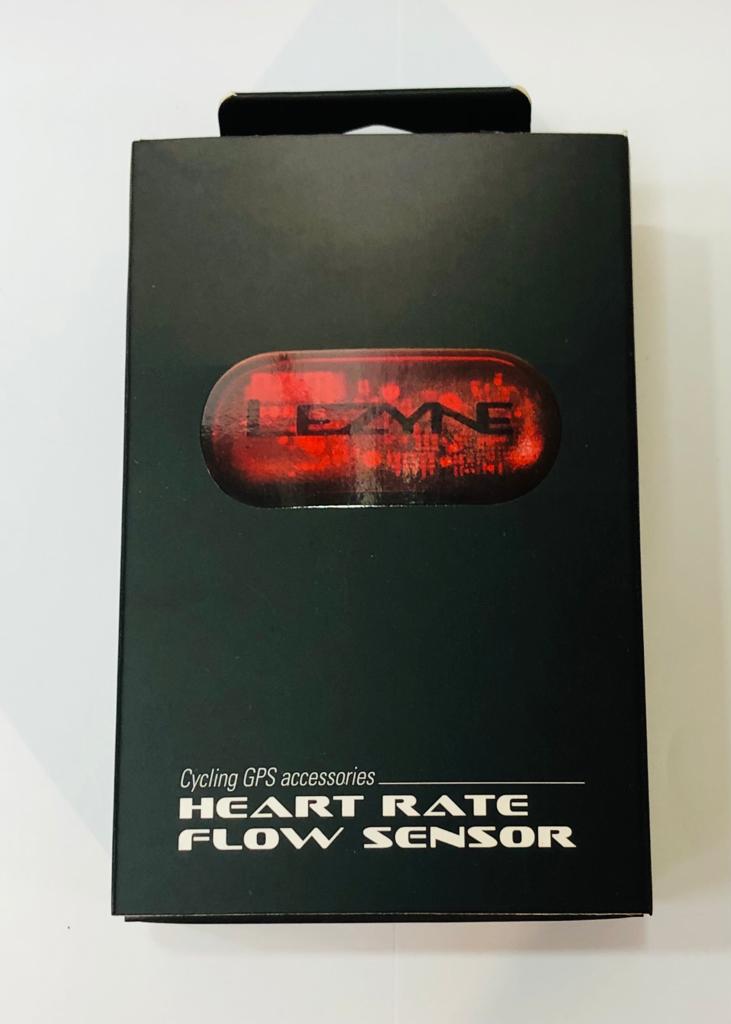 LEZYNE
Cycling GPS accessories
HEART RATE
FLOW SENSOR